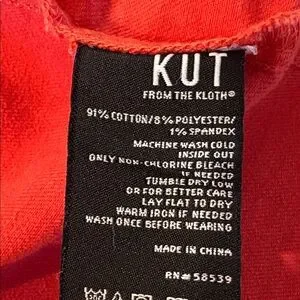 KUT
FROM THE KLOTH®
91% COTTON/8% POLYESTER/
1% SPANDEX
MACHINE WASH COLD
INSIDE OUT
ONLY NON-CHLORINE BLEACH
IF NEEDED
TUMBLE DRY LOW
OR FOR BETTER CARE
LAY FLAT TO DRY
WARM IRON IF NEEDED
WASH ONCE BEFORE WEARING
MADE IN CHINA
RN# 58539